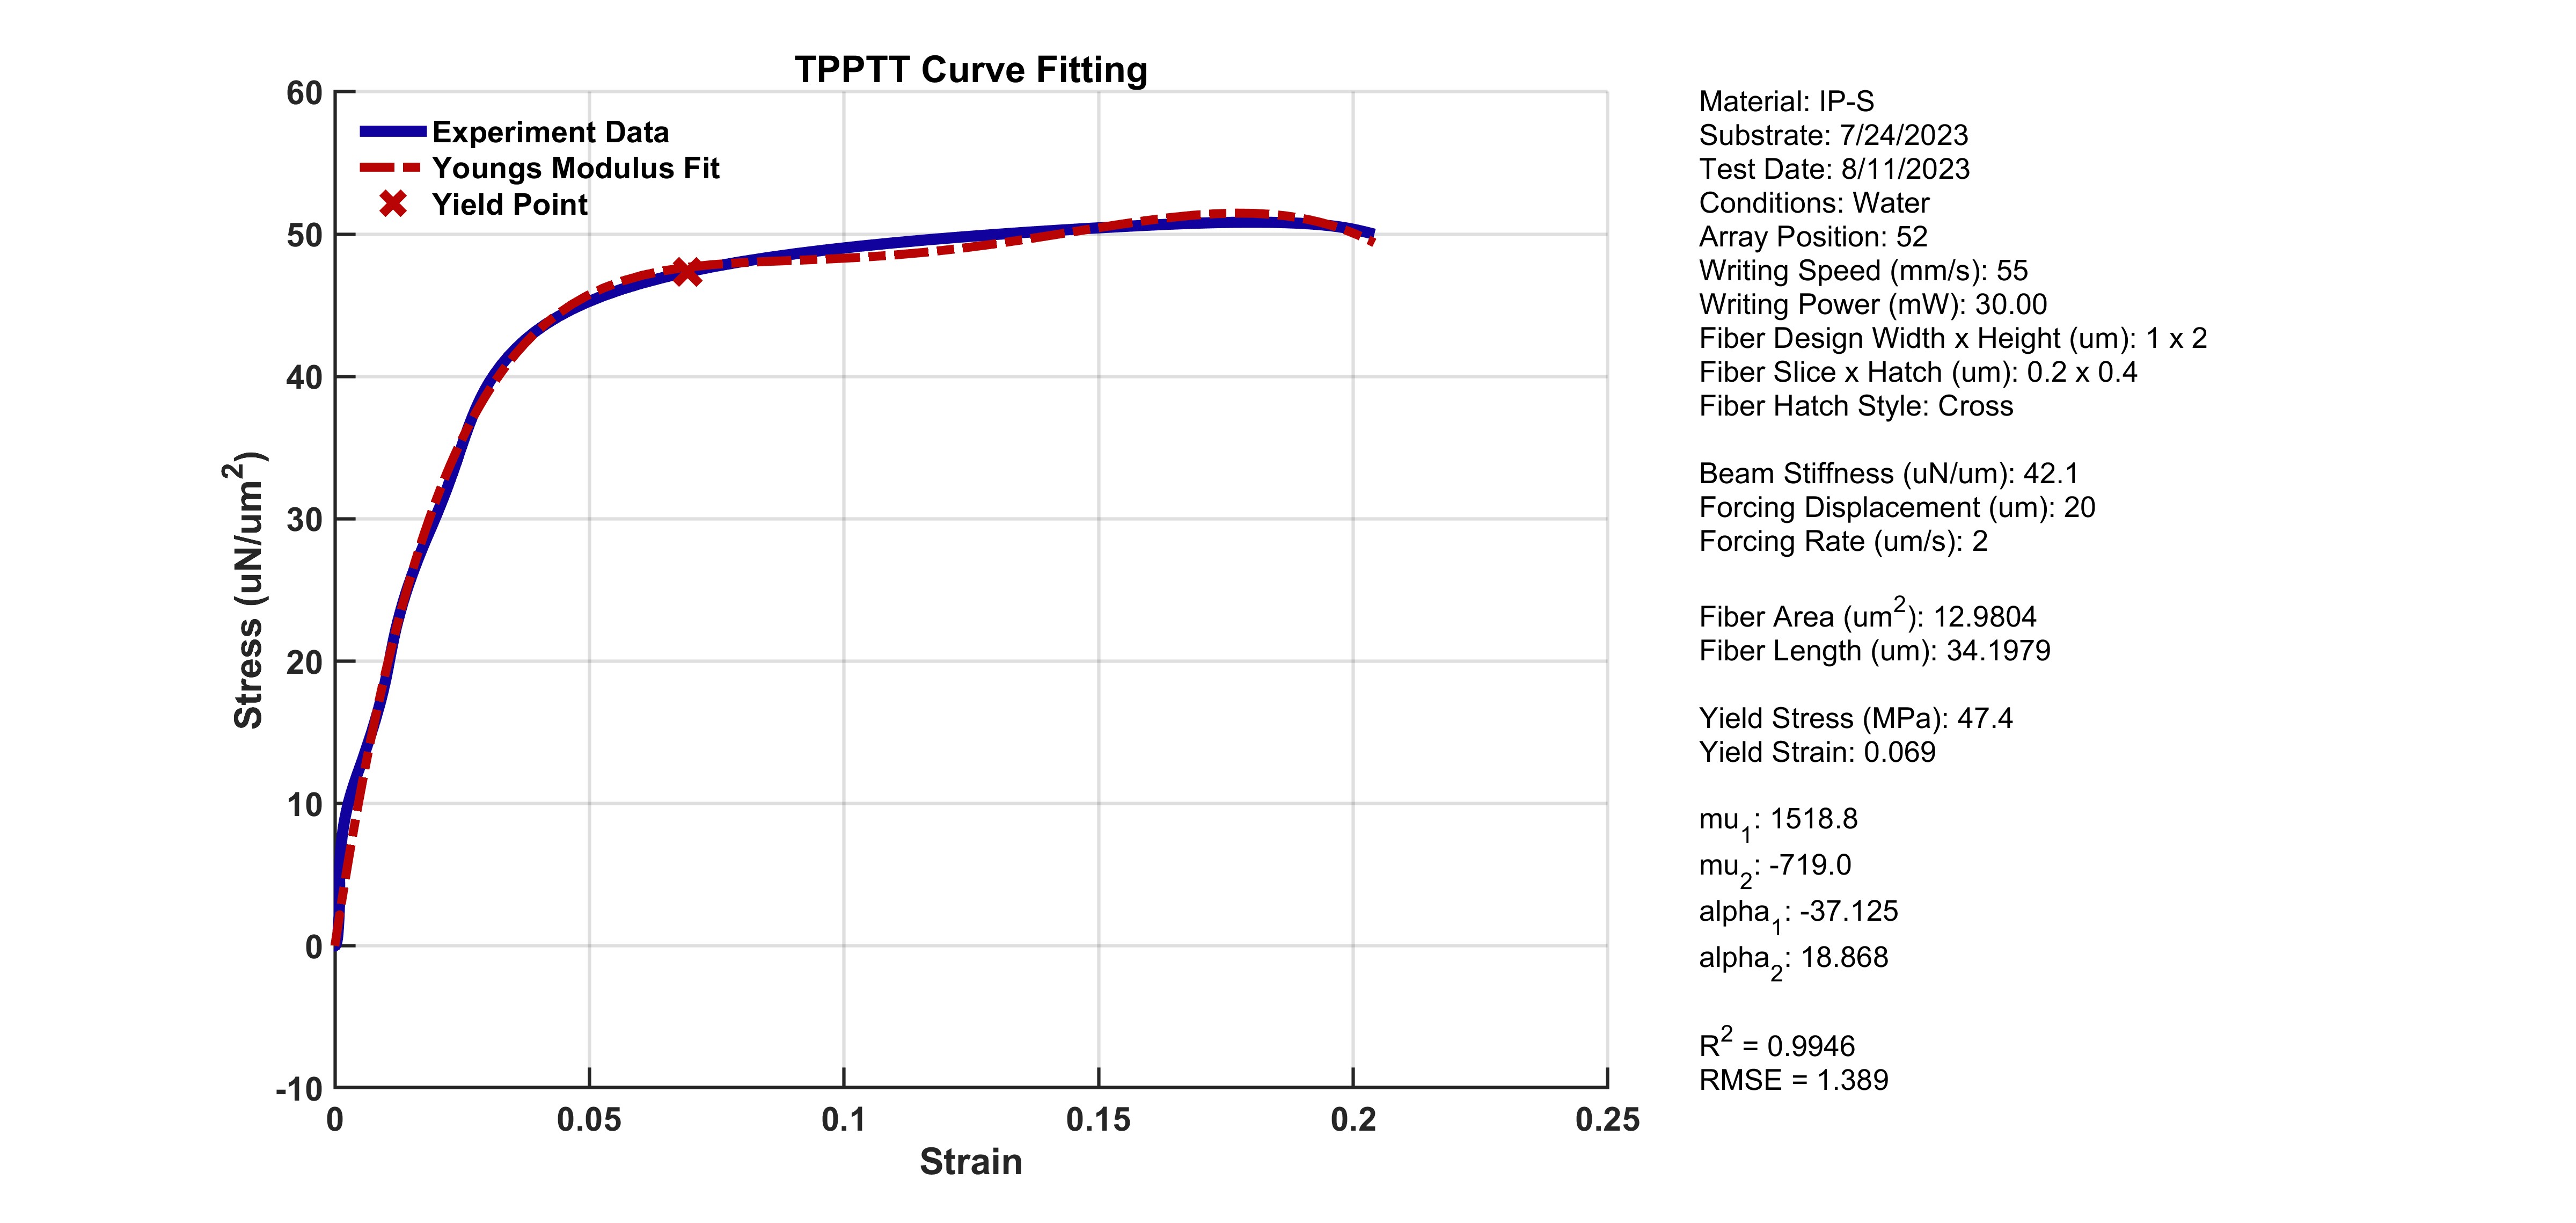 TPPTT Curve Fitting
60
50
40
30
20
10
0
-10
Stress (uN/um²)
Experiment Data
Youngs Modulus Fit
Yield Point
0
0.05
0.1
0.15
0.2
0.25
Strain
Material: IP-S
Substrate: 7/24/2023
Test Date: 8/11/2023
Conditions: Water
Array Position: 52
Writing Speed (mm/s): 55
Writing Power (mW): 30.00
Fiber Design Width x Height (um): 1 x 2
Fiber Slice x Hatch (um): 0.2 x 0.4
Fiber Hatch Style: Cross
Beam Stiffness (uN/um): 42.1
Forcing Displacement (um): 20
Forcing Rate (um/s): 2
Fiber Area (um²): 12.9804
Fiber Length (um): 34.1979
Yield Stress (MPa): 47.4
Yield Strain: 0.069
mu₁: 1518.8
mu₂: -719.0
alpha₁: -37.125
alpha₂: 18.868
R² = 0.9946
RMSE = 1.389